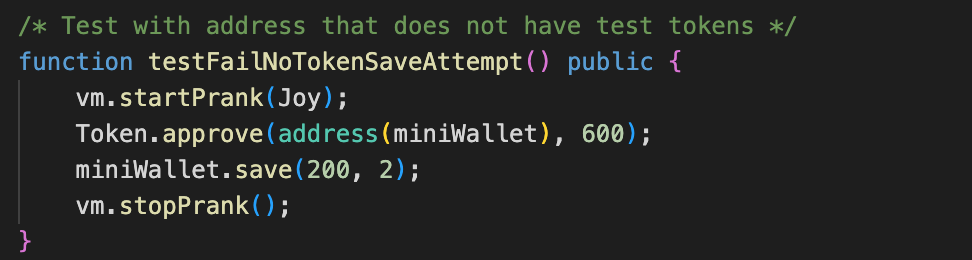 /* Test with address that does not have test tokens */
function testFailNoTokenSaveAttempt() public {
    vm.startPrank(Joy);
    Token.approve(address(miniWallet), 600);
    miniWallet.save(200, 2);
    vm.stopPrank();
}